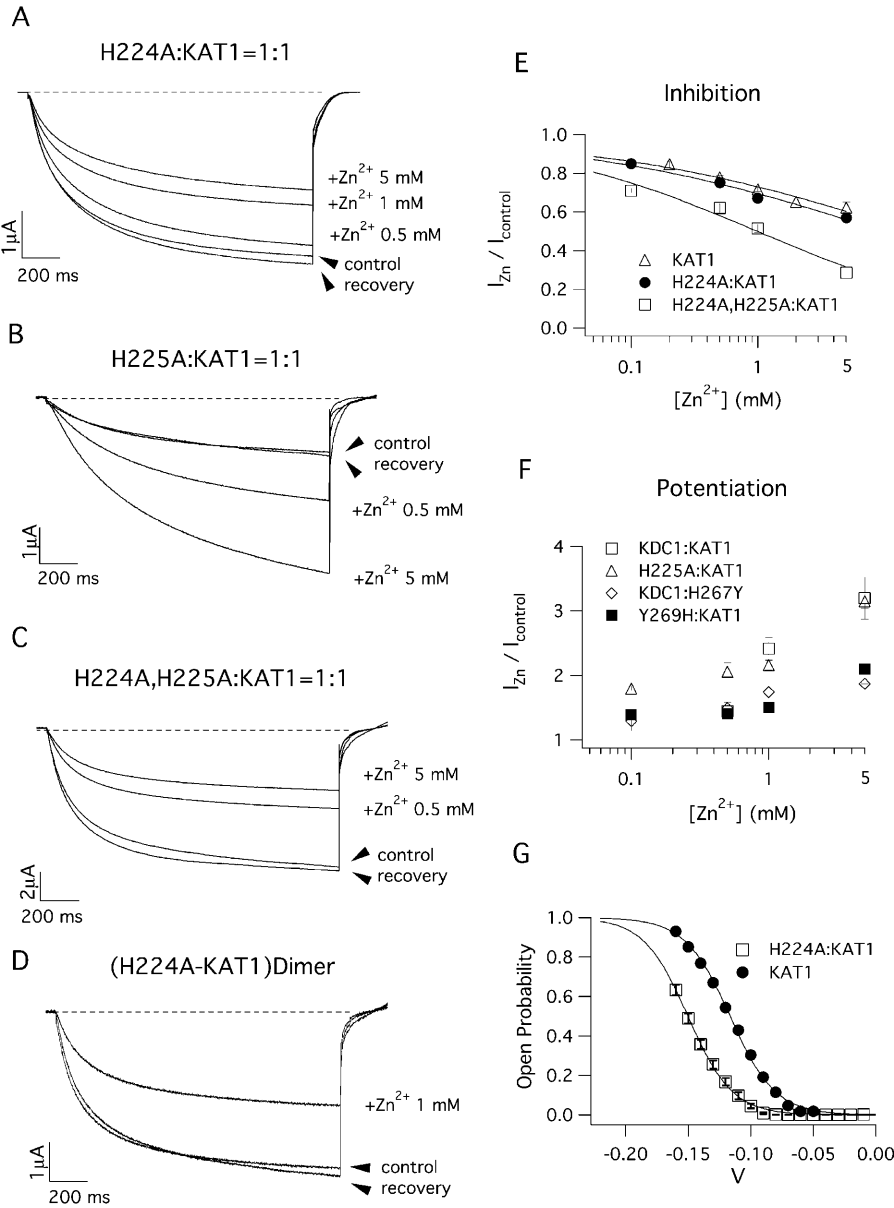 A
H224A:KAT1=1:1
+Zn2+ 5 mM
+Zn2+ 1 mM
+Zn2+ 0.5 mM
control
recovery
1μA
200 ms
B
H225A:KAT1=1:1
control
recovery
+Zn2+ 0.5 mM
+Zn2+ 5 mM
1μA
200 ms
C
H224A,H225A:KAT1=1:1
+Zn2+ 5 mM
+Zn2+ 0.5 mM
control
recovery
2μA
200 ms
D
(H224A-KAT1)Dimer
+Zn2+ 1 mM
control
recovery
1μA
200 ms
E
Inhibition
IZn / Icontrol
1.0
0.8
0.6
0.4
0.2
0.0
KAT1
H224A:KAT1
H224A,H225A:KAT1
0.1 1 5
[Zn2+] (mM)
F
Potentiation
IZn / Icontrol
4
3
2
1
KDC1:KAT1
H225A:KAT1
KDC1:H267Y
Y269H:KAT1
0.1 1 5
[Zn2+] (mM)
G
Open Probability
1.0
0.8
0.6
0.4
0.2
0.0
H224A:KAT1
KAT1
-0.20 -0.15 -0.10 -0.05 0.00
V